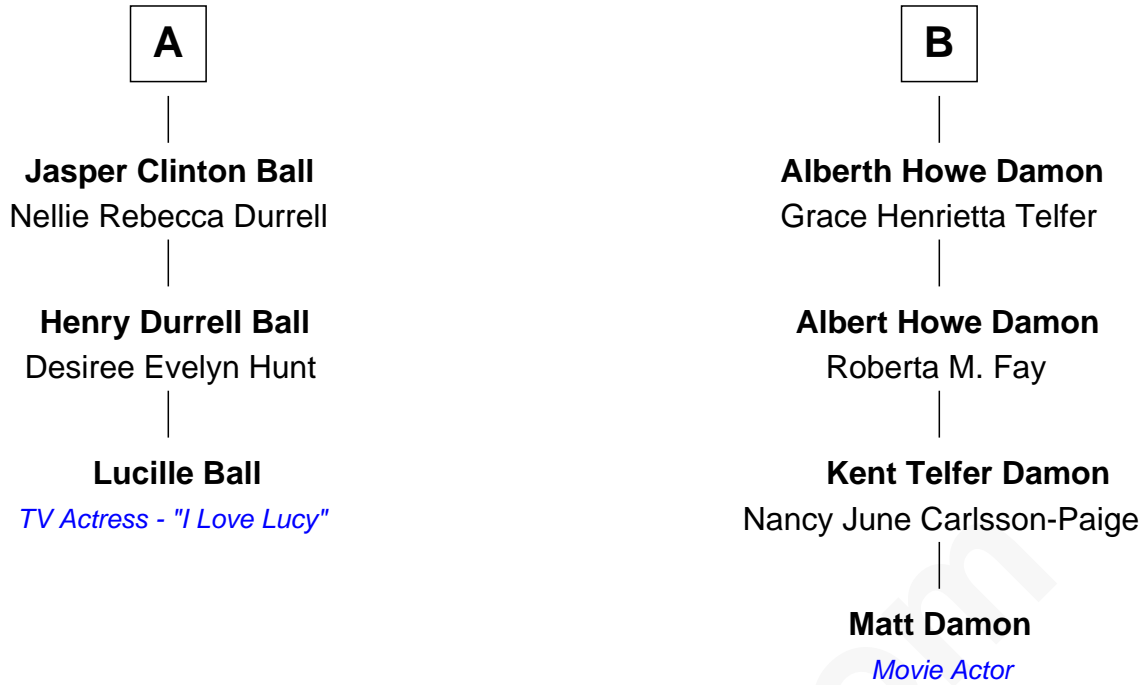 A
Jasper Clinton Ball
Nellie Rebecca Durrell
Henry Durrell Ball
Desiree Evelyn Hunt
Lucille Ball
TV Actress - "I Love Lucy"
B
Alberth Howe Damon
Grace Henrietta Telfer
Albert Howe Damon
Roberta M. Fay
Kent Telfer Damon
Nancy June Carlsson-Paige
Matt Damon
Movie Actor